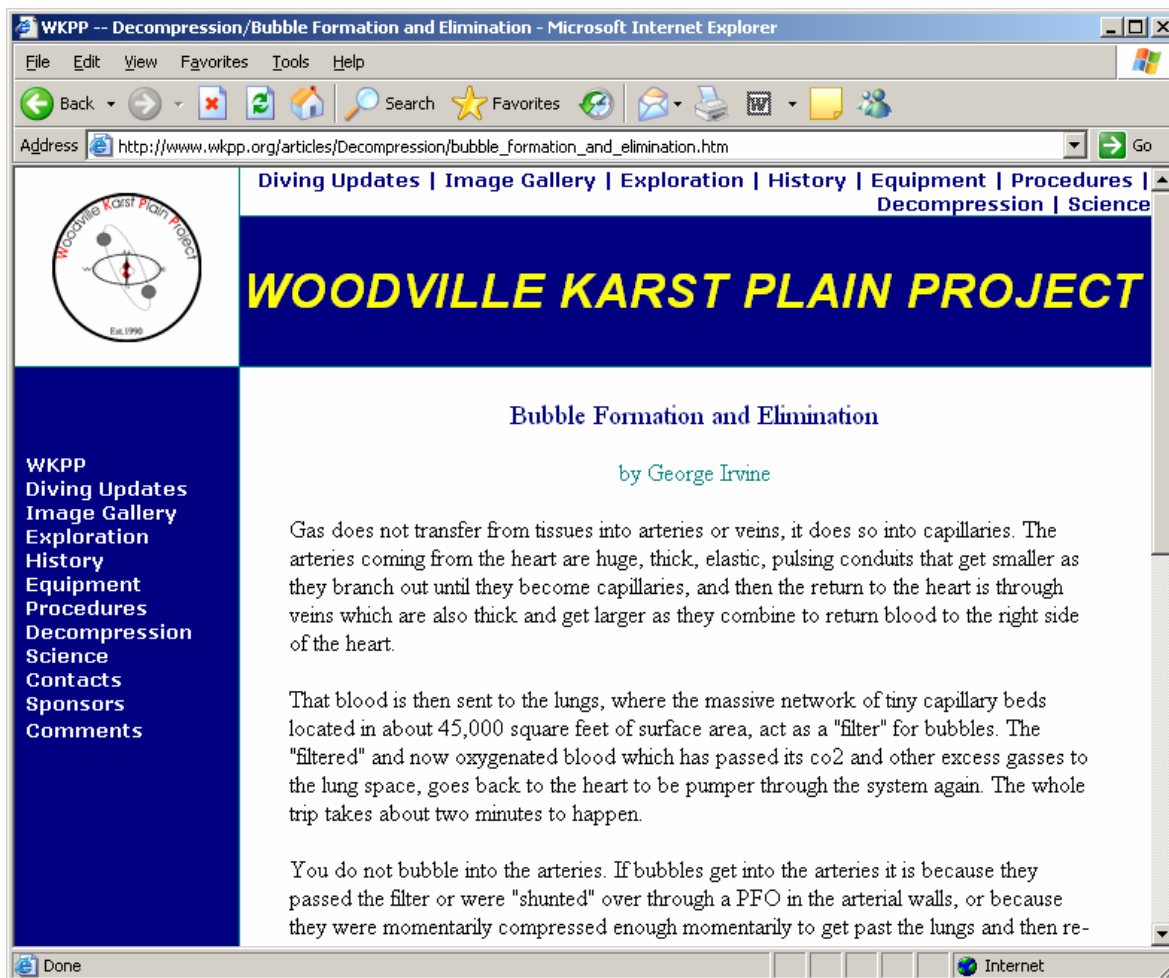 WKPP -- Decompression/Bubble Formation and Elimination - Microsoft Internet Explorer
File Edit View Favorites Tools Help
Back Search Favorites
Address http://www.wkpp.org/articles/Decompression/bubble_formation_and_elimination.htm Go
Woodville Karst Plain Project
Est.1990
Diving Updates | Image Gallery | Exploration | History | Equipment | Procedures |
Decompression | Science
WOODVILLE KARST PLAIN PROJECT
WKPP
Diving Updates
Image Gallery
Exploration
History
Equipment
Procedures
Decompression
Science
Contacts
Sponsors
Comments
Bubble Formation and Elimination
by George Irvine
Gas does not transfer from tissues into arteries or veins, it does so into capillaries. The
arteries coming from the heart are huge, thick, elastic, pulsing conduits that get smaller as
they branch out until they become capillaries, and then the return to the heart is through
veins which are also thick and get larger as they combine to return blood to the right side
of the heart.
That blood is then sent to the lungs, where the massive network of tiny capillary beds
located in about 45,000 square feet of surface area, act as a "filter" for bubbles. The
"filtered" and now oxygenated blood which has passed its co2 and other excess gasses to
the lung space, goes back to the heart to be pumper through the system again. The whole
trip takes about two minutes to happen.
You do not bubble into the arteries. If bubbles get into the arteries it is because they
passed the filter or were "shunted" over through a PFO in the arterial walls, or because
they were momentarily compressed enough momentarily to get past the lungs and then re-
Done Internet